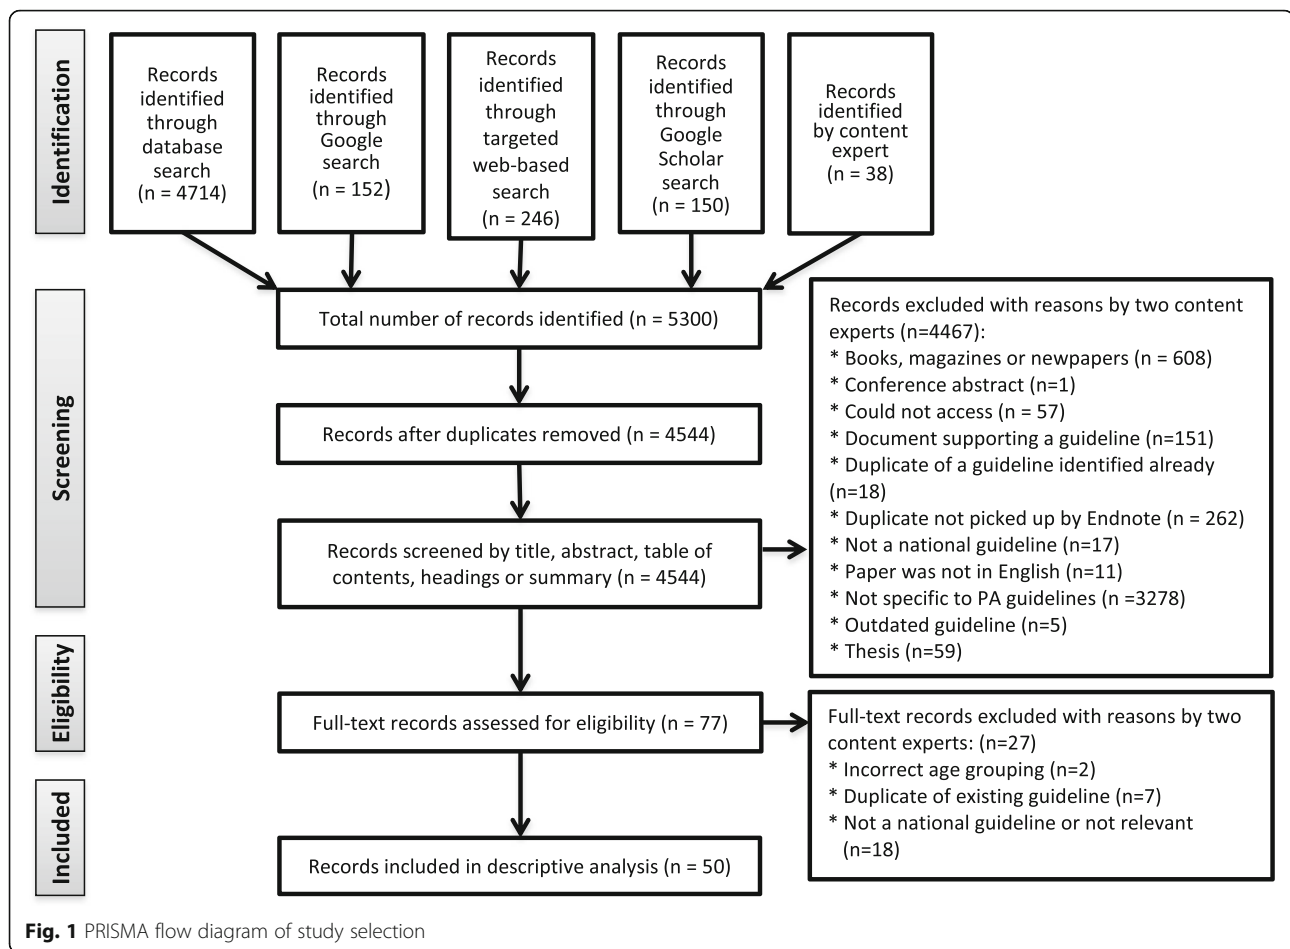 Identification
Records
identified
through
database
search
(n = 4714)
Records
identified
through
Google
search
(n = 152)
Records
identified
through
targeted
web-based
search
(n = 246)
Records
identified
through
Google
Scholar
search
(n = 150)
Records
identified
by content
expert
(n = 38)
Screening
Total number of records identified (n = 5300)
Records after duplicates removed (n = 4544)
Records screened by title, abstract, table of
contents, headings or summary (n = 4544)
Records excluded with reasons by two content
experts (n=4467):
* Books, magazines or newpapers (n = 608)
* Conference abstract (n=1)
* Could not access (n = 57)
* Document supporting a guideline (n=151)
* Duplicate of a guideline identified already
(n=18)
* Duplicate not picked up by Endnote (n = 262)
* Not a national guideline (n=17)
* Paper was not in English (n=11)
* Not specific to PA guidelines (n =3278)
* Outdated guideline (n=5)
* Thesis (n=59)
Eligibility
Full-text records assessed for eligibility (n = 77)
Full-text records excluded with reasons by two
content experts: (n=27)
* Incorrect age grouping (n=2)
* Duplicate of existing guideline (n=7)
* Not a national guideline or not relevant
(n=18)
Included
Records included in descriptive analysis (n = 50)
Fig. 1 PRISMA flow diagram of study selection